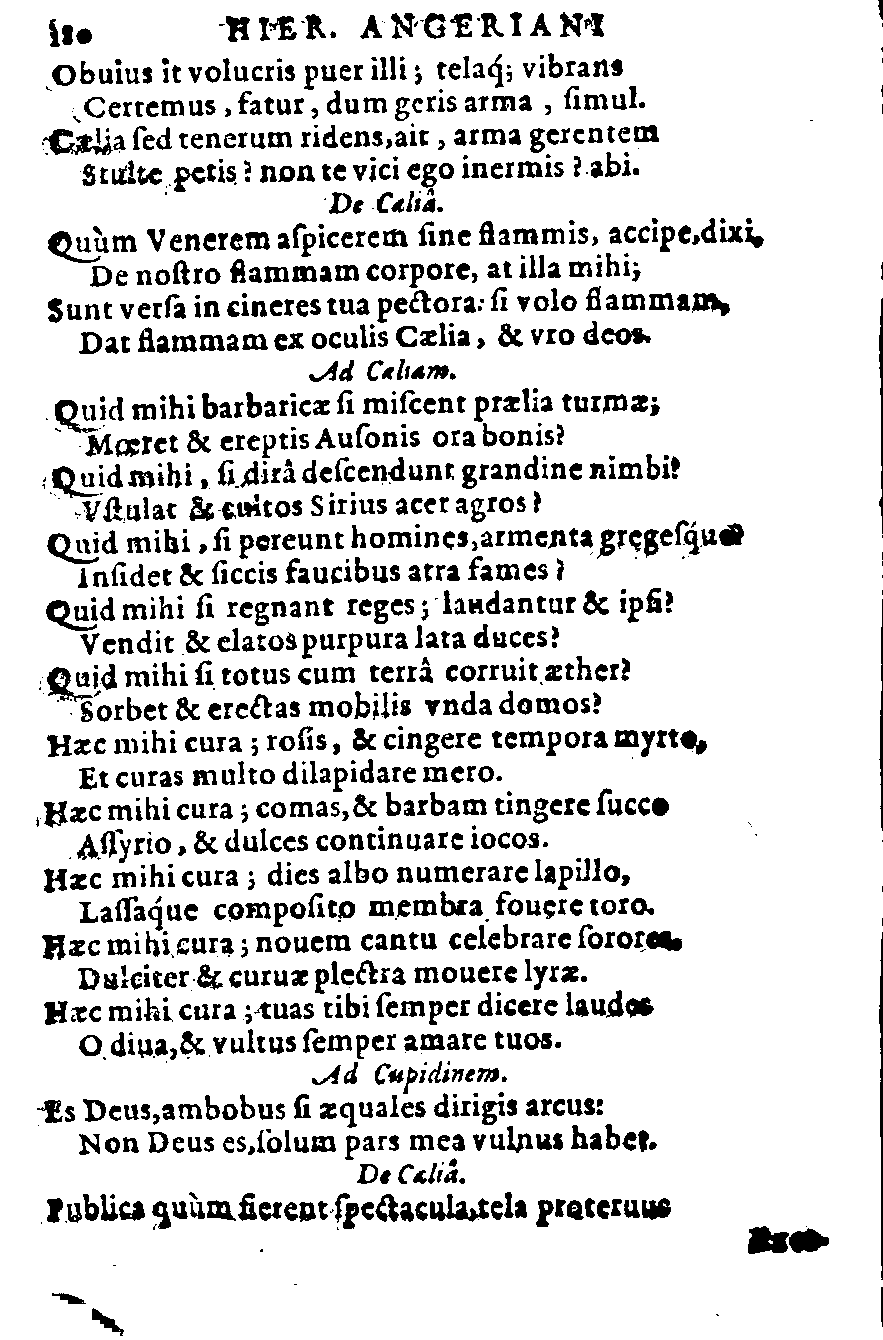 HIER. ANGERIANI
Obuius it volucris puer illi; telaq́; vibrans
Certemus, fatur, dum geris arma, ſimul.
Cælia ſed tenerum ridens, ait, arma gerentem
Stulte petis? non te vici ego inermis? abi.
De Cæliâ.
Quùm Venerem aſpicerem ſine flammis, accipe, dixi,
De noſtro flammam corpore, at illa mihi;
Sunt verſa in cineres tua pectora: ſi volo flammam,
Dat flammam ex oculis Cælia, & vro deos.
Ad Cæliam.
Quid mihi barbaricæ ſi miſcent prælia turmæ;
Mœret & ereptis Auſonis ora bonis?
Quid mihi, ſi dirâ deſcendunt grandine nimbi?
Vſtulat & cultos Sirius acer agros?
Quid mihi, ſi pereunt homines, armenta gregeſq́ue?
Inſidet & ſiccis faucibus atra fames?
Quid mihi ſi regnant reges; laudantur & ipſi?
Vendit & elatos purpura lata duces?
Quid mihi ſi totus cum terrâ corruit æther?
Sorbet & erectas mobilis vnda domos?
Hæc mihi cura; roſis, & cingere tempora myrto,
Et curas multo dilapidare mero.
Hæc mihi cura; comas, & barbam tingere ſucco
Aſſyrio, & dulces continuare iocos.
Hæc mihi cura; dies albo numerare lapillo,
Laſſaq́ue compoſito membra fouere toro.
Hæc mihi cura; nouem cantu celebrare ſorores,
Dulciter & curuæ plectra mouere lyræ.
Hæc mihi cura; tuas tibi ſemper dicere laudes
O diua, & vultus ſemper amare tuos.
Ad Cupidinem.
Es Deus, ambobus ſi æquales dirigis arcus:
Non Deus es, ſolum pars mea vulnus habet.
De Cæliâ.
Publica quùm fierent ſpectacula, tela proteruus